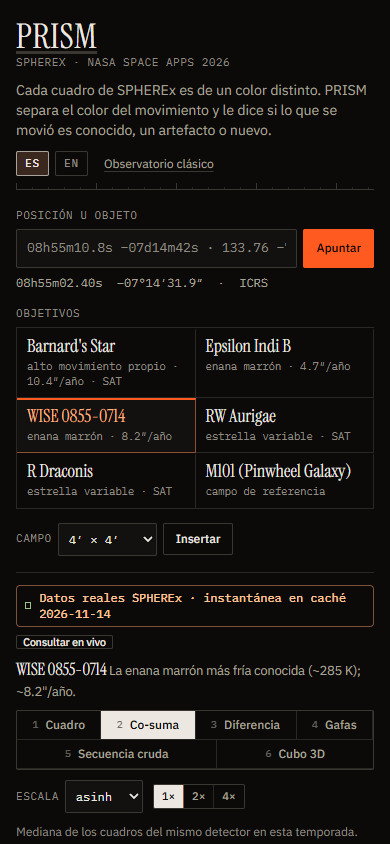 PRISM
SPHEREX · NASA SPACE APPS 2026
Cada cuadro de SPHEREx es de un color distinto. PRISM
separa el color del movimiento y le dice si lo que se
movió es conocido, un artefacto o nuevo.
ES EN Observatorio clásico
POSICIÓN U OBJETO
08h55m10.8s −07d14m42s · 133.76 −
Apuntar
08h55m02.40s −07°14′31.9″ · ICRS
OBJETIVOS
Barnard's Star
alto movimiento propio ·
10.4″/año · SAT
Epsilon Indi B
enana marrón · 4.7″/año
WISE 0855-0714
enana marrón · 8.2″/año
RW Aurigae
estrella variable · SAT
R Draconis
estrella variable · SAT
M101 (Pinwheel Galaxy)
campo de referencia
CAMPO 4′ × 4′ Insertar
Datos reales SPHEREx · instantánea en caché
2026-11-14
Consultar en vivo
WISE 0855-0714 La enana marrón más fría conocida (~285 K);
~8.2"/año.
1 Cuadro 2 Co-suma 3 Diferencia 4 Gafas
5 Secuencia cruda 6 Cubo 3D
ESCALA asinh 1× 2× 4×
Mediana de los cuadros del mismo detector en esta temporada.